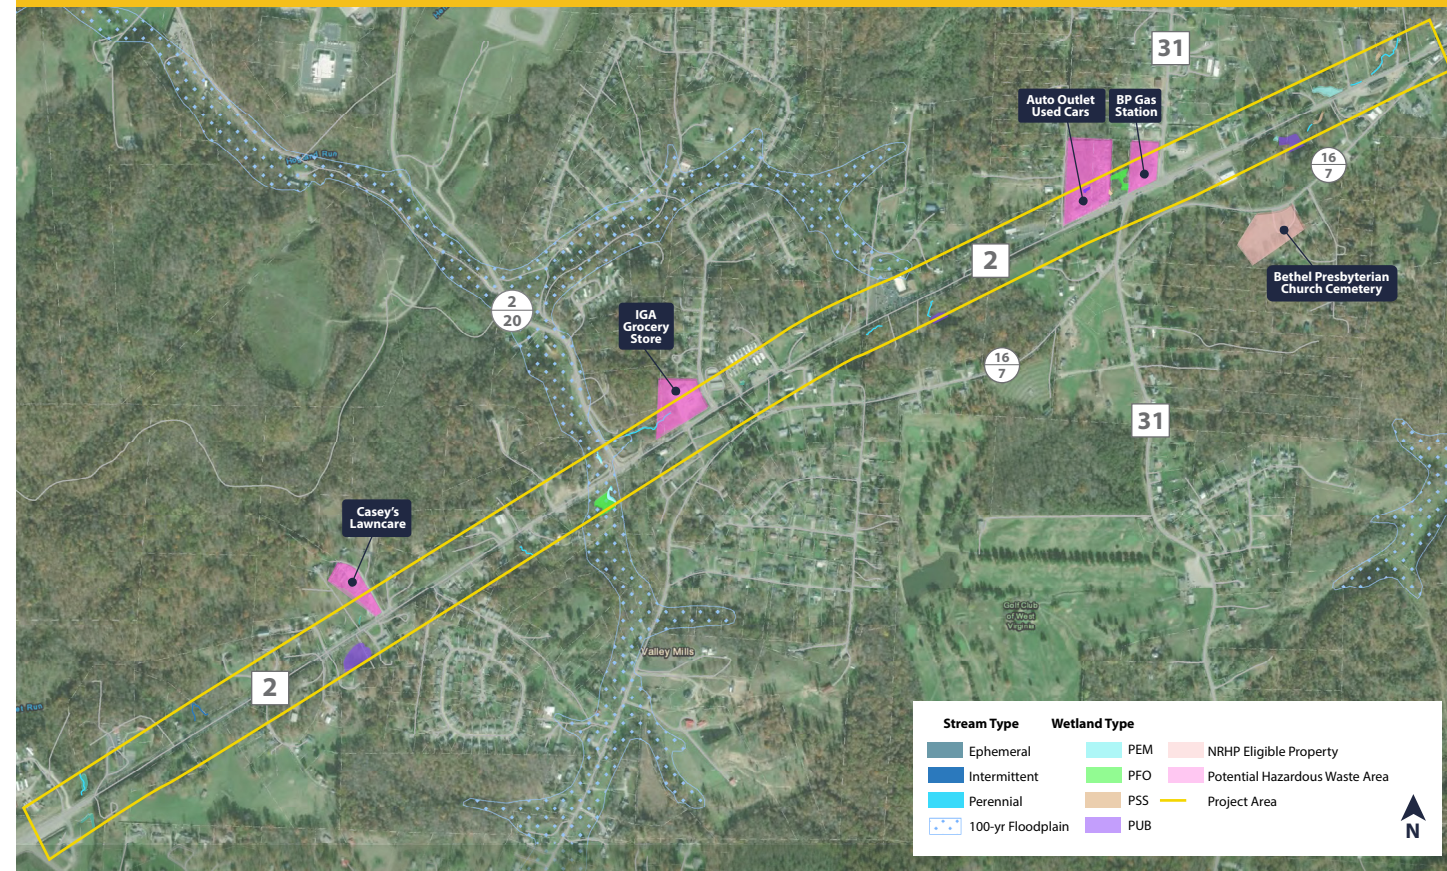 31
Auto Outlet
Used Cars
BP Gas
Station
16
7
2
Bethel Presbyterian
Church Cemetery
2
20
IGA
Grocery
Store
16
7
31
Casey's
Lawncare
Golf Club
of West
Virginia
Valley Mills
2
Run
Stream Type
Ephemeral
Intermittent
Perennial
100-yr Floodplain
Wetland Type
PEM
PFO
PSS
PUB
NRHP Eligible Property
Potential Hazardous Waste Area
Project Area
N